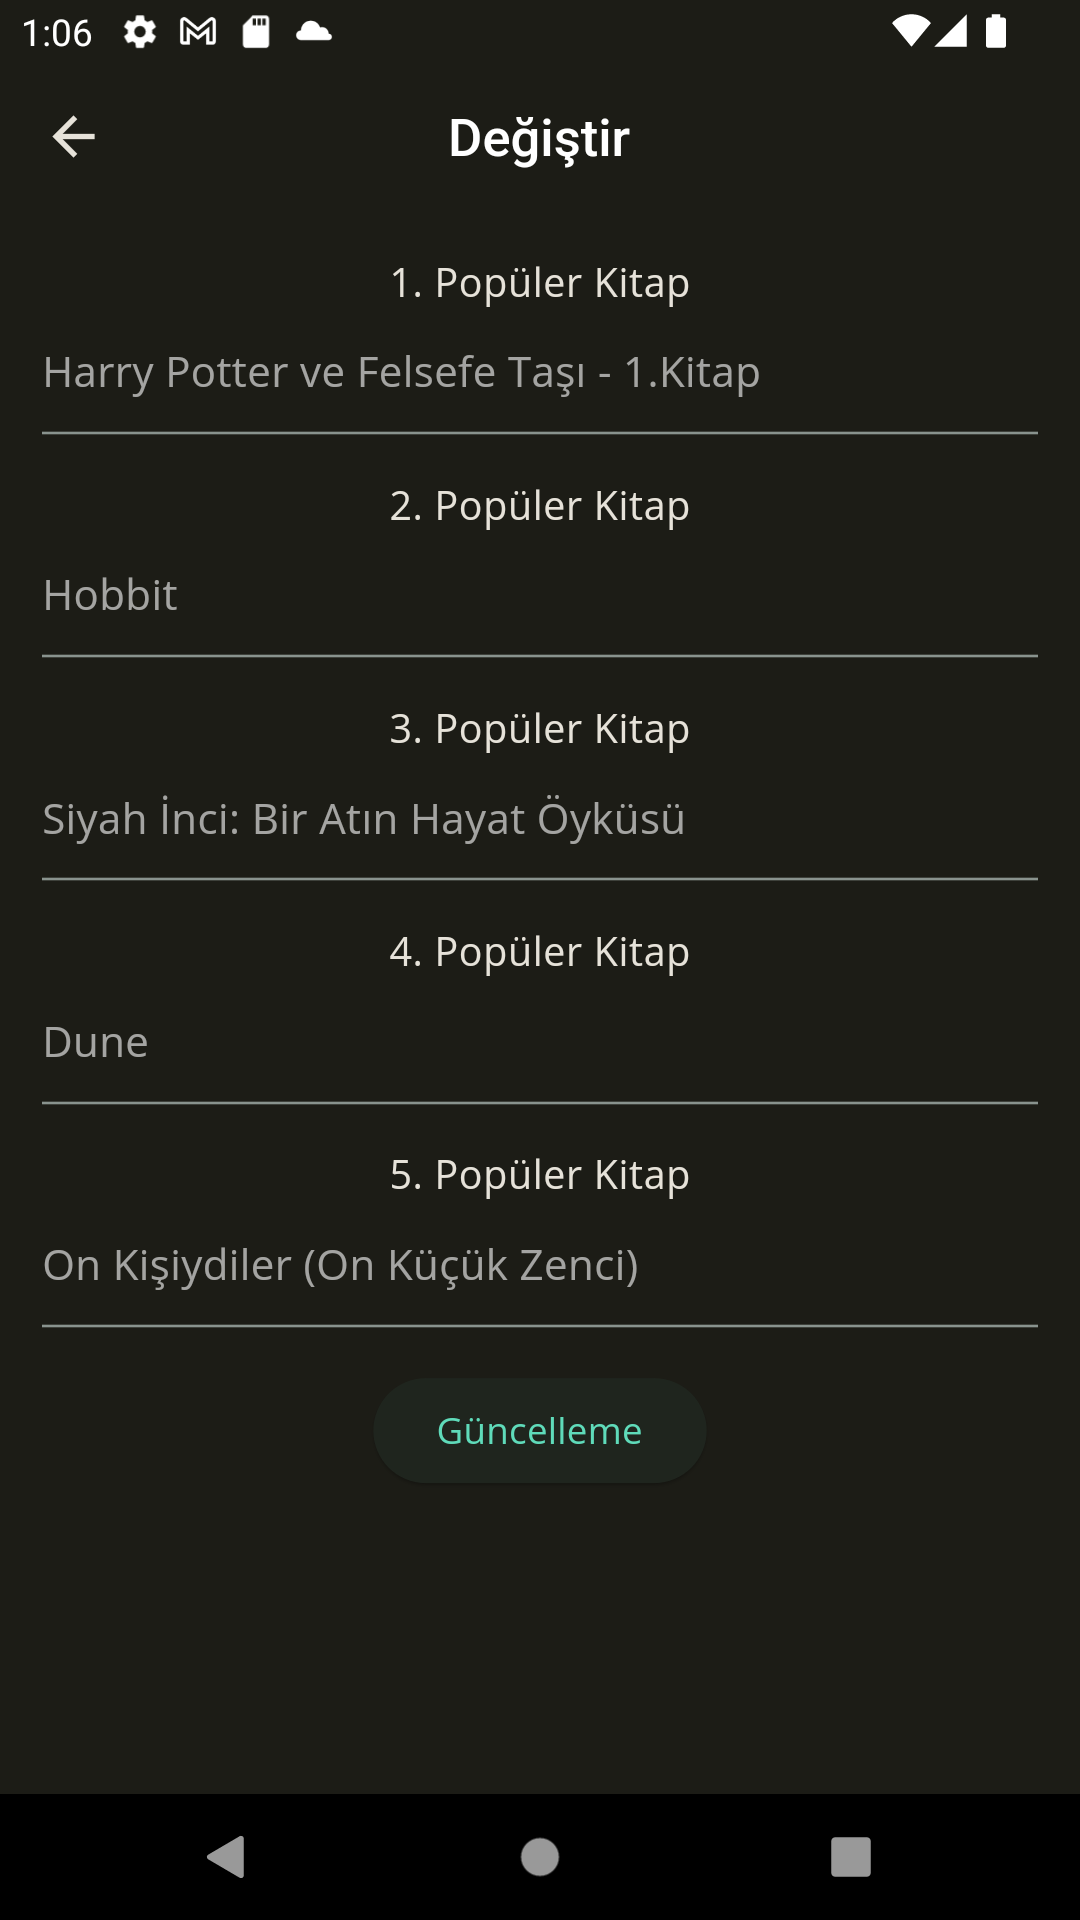 1:06
Değiştir
1. Popüler Kitap
Harry Potter ve Felsefe Taşı - 1.Kitap
2. Popüler Kitap
Hobbit
3. Popüler Kitap
Siyah İnci: Bir Atın Hayat Öyküsü
4. Popüler Kitap
Dune
5. Popüler Kitap
On Kişiydiler (On Küçük Zenci)
Güncelleme